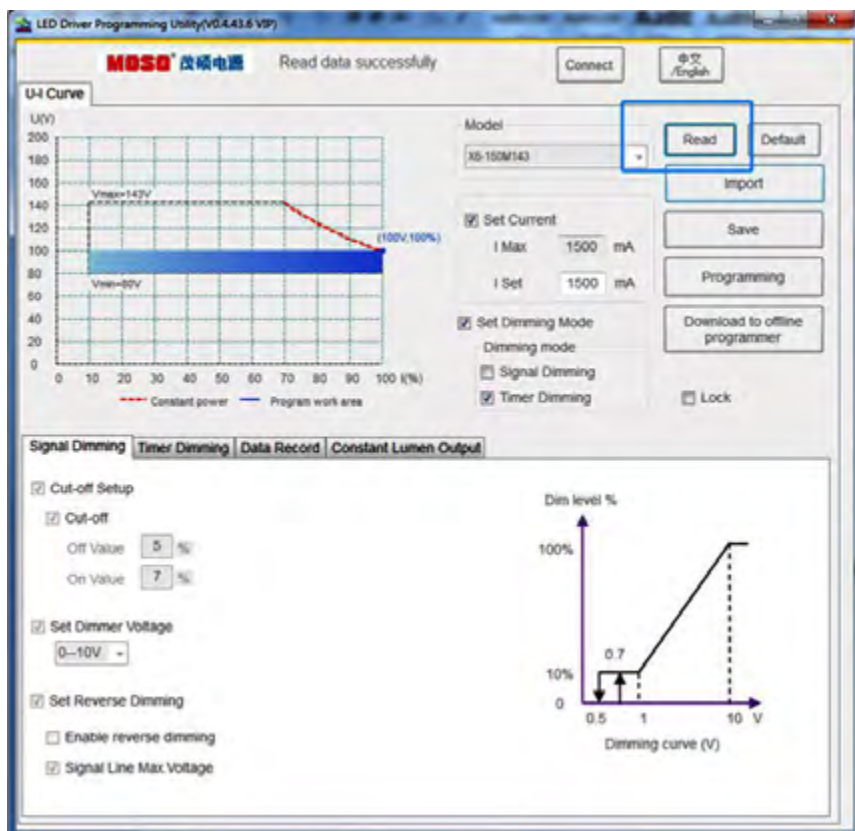 LED Driver Programming Utility(V0.4.43.6 VIP)
MOSO® 茂硕电源
Read data successfully
Connect
中文
/English
U-I Curve
U(V)
200
180
160
140
120
100
80
60
40
20
0
Vmax=143V
(100V,100%)
Vmin=80V
0 10 20 30 40 50 60 70 80 90 100 I(%)
Constant power
Program work area
Model
X6-150M143
Read
Default
Import
Set Current
I Max 1500 mA
I Set 1500 mA
Save
Programming
Set Dimming Mode
Dimming mode
Signal Dimming
Timer Dimming
Download to offline
programmer
Lock
Signal Dimming
Timer Dimming
Data Record
Constant Lumen Output
Cut-off Setup
Cut-off
Off Value 5 %
On Value 7 %
Set Dimmer Voltage
0--10V
Set Reverse Dimming
Enable reverse dimming
Signal Line Max.Voltage
Dim level %
100%
0.7
10%
0
0.5 1 10 V
Dimming curve (V)